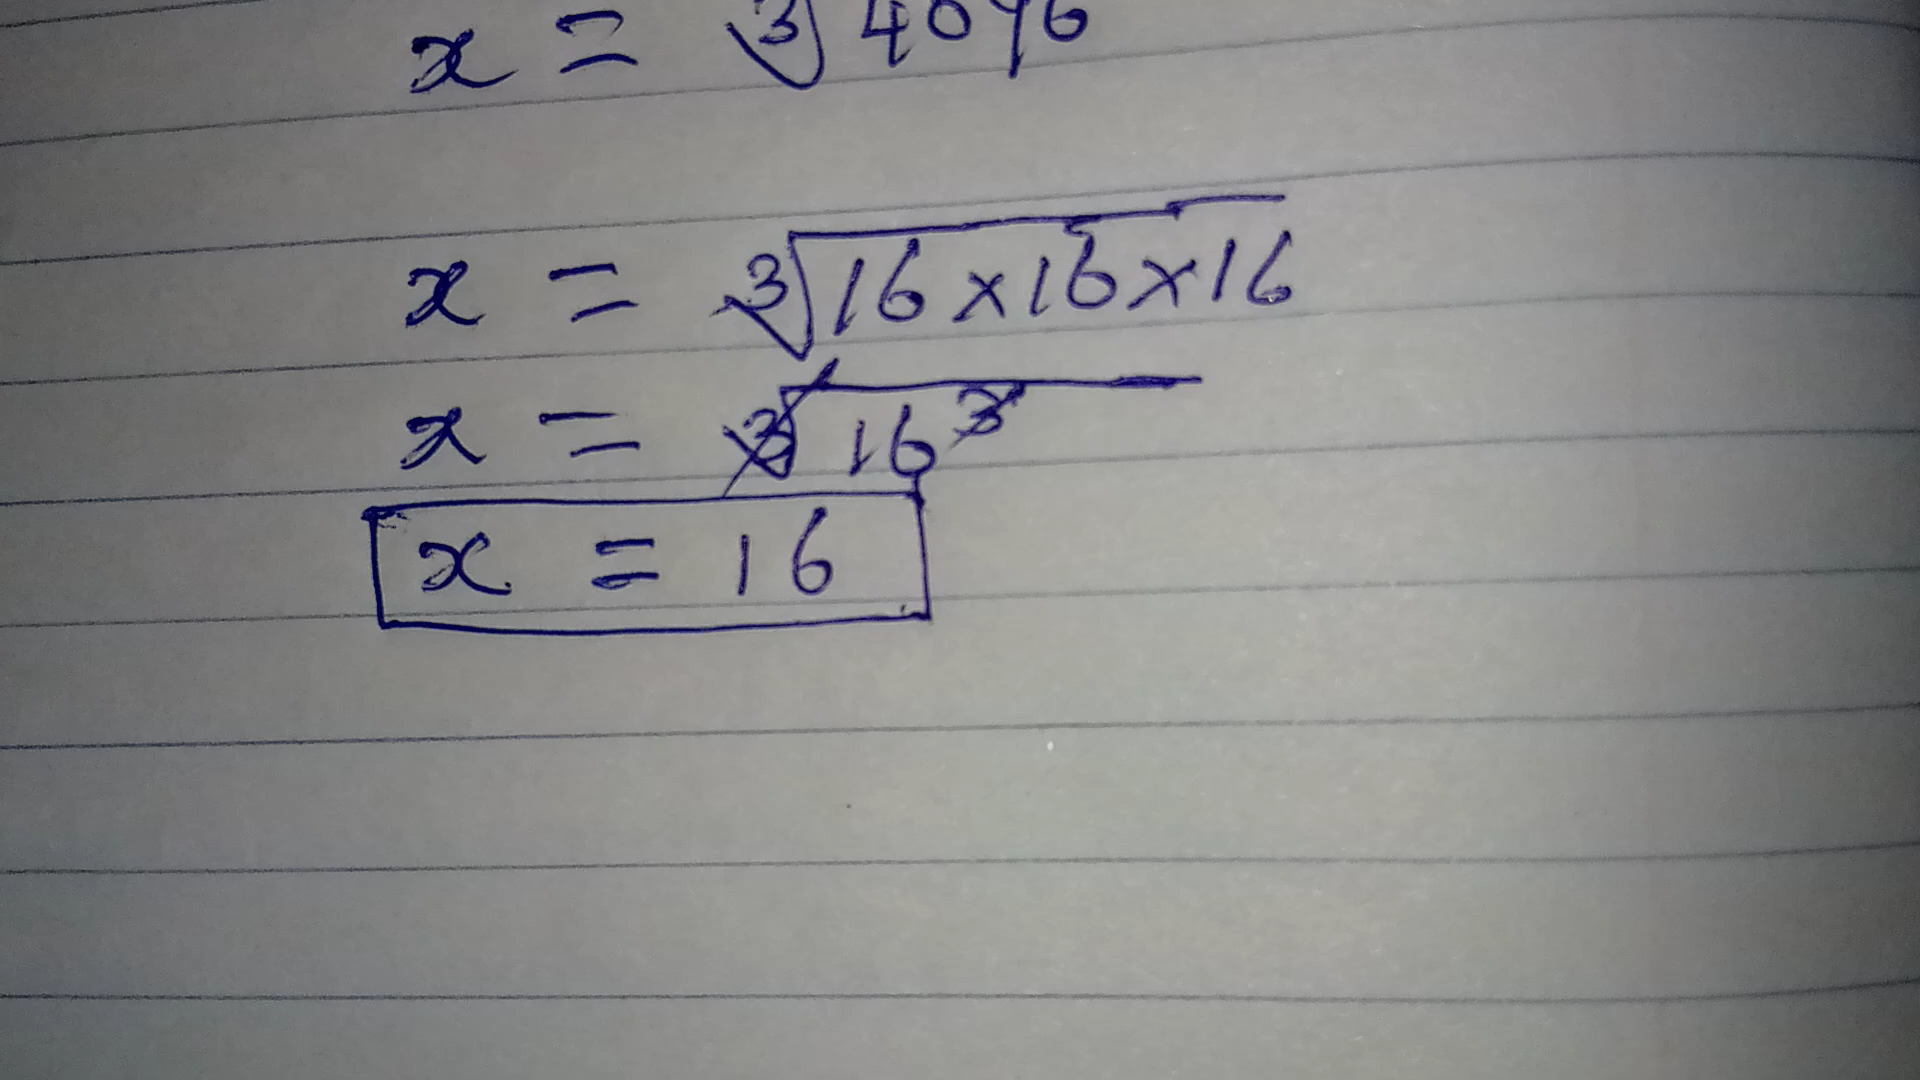 x = ∛4096
x = ∛16×16×16
x = ∛16³
x = 16